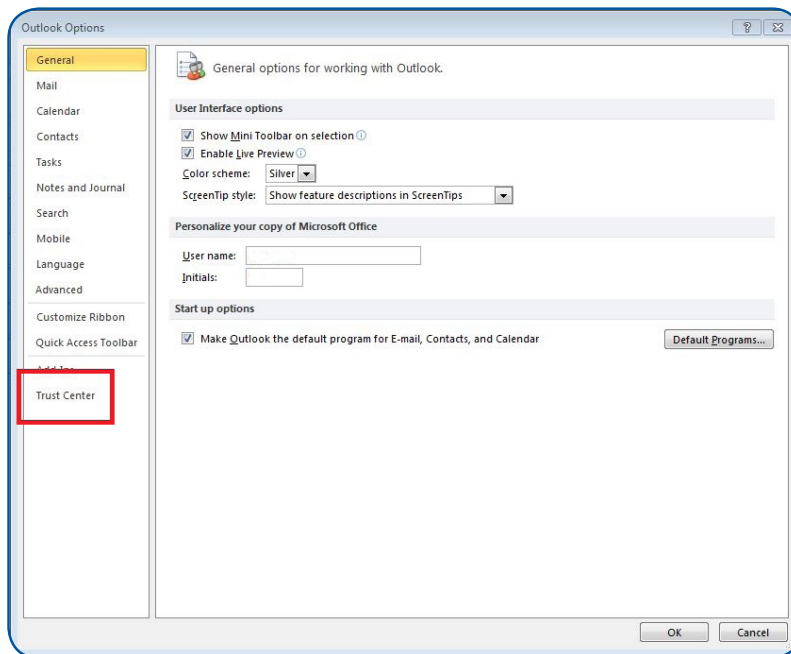 Outlook Options
General
Mail
Calendar
Contacts
Tasks
Notes and Journal
Search
Mobile
Language
Advanced
Customize Ribbon
Quick Access Toolbar
Add-Ins
Trust Center
General options for working with Outlook.
User Interface options
Show Mini Toolbar on selection
Enable Live Preview
Color scheme: Silver
ScreenTip style: Show feature descriptions in ScreenTips
Personalize your copy of Microsoft Office
User name:
Initials:
Start up options
Make Outlook the default program for E-mail, Contacts, and Calendar Default Programs...
OK Cancel